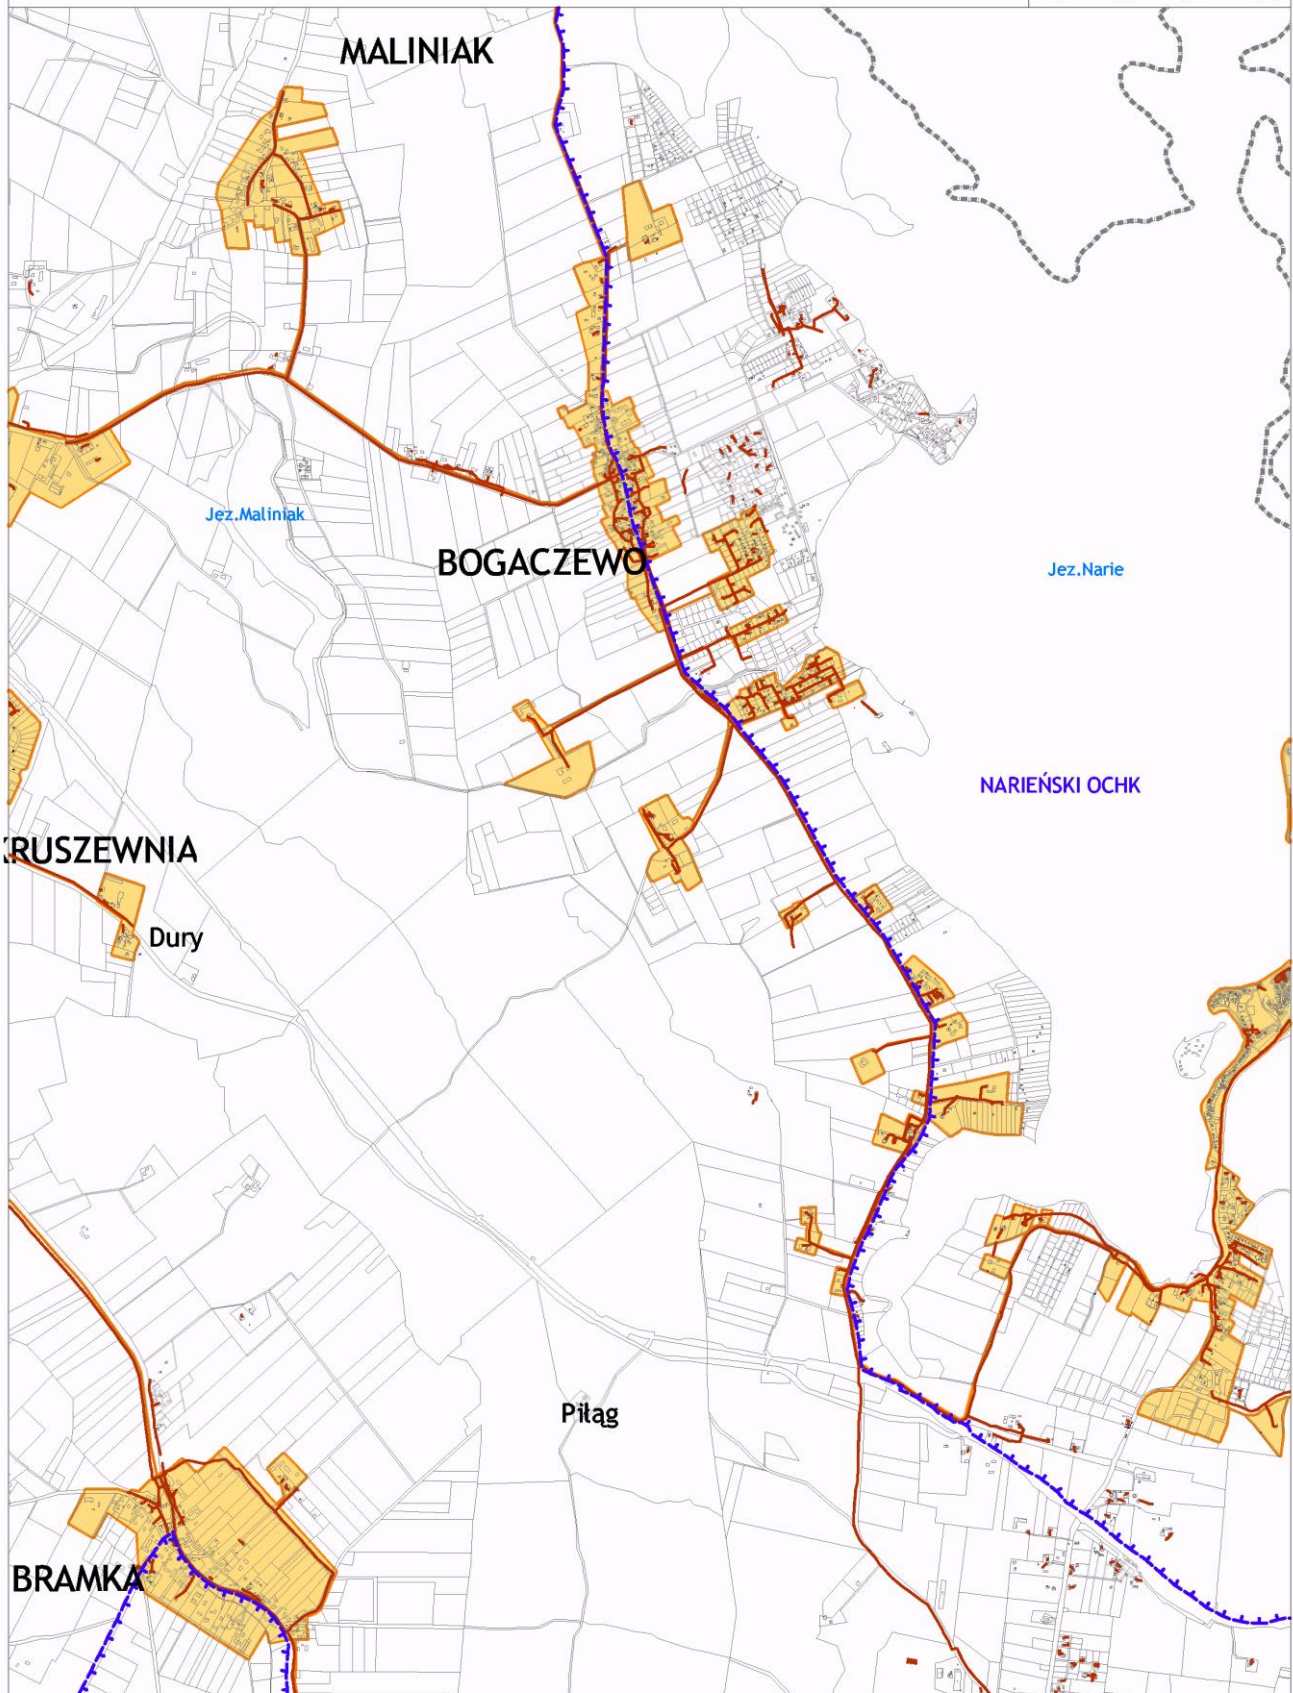 MALINIAK
Jez.Maliniak
BOGACZEWO
Jez.Narie
NARIEŃSKI OCHK
KRUSZEWNIA
Dury
Piłąg
BRAMKA